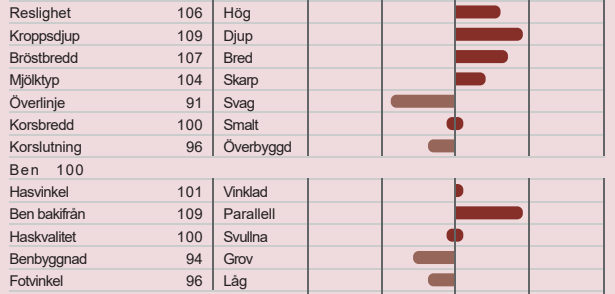 Reslighet 106 Hög
Kroppsdjup 109 Djup
Bröstbredd 107 Bred
Mjölktyp 104 Skarp
Överlinje 91 Svag
Korsbredd 100 Smalt
Korslutning 96 Överbyggd
Ben 100
Hasvinkel 101 Vinklad
Ben bakifrån 109 Parallell
Haskvalitet 100 Svullna
Benbyggnad 94 Grov
Fotvinkel 96 Låg